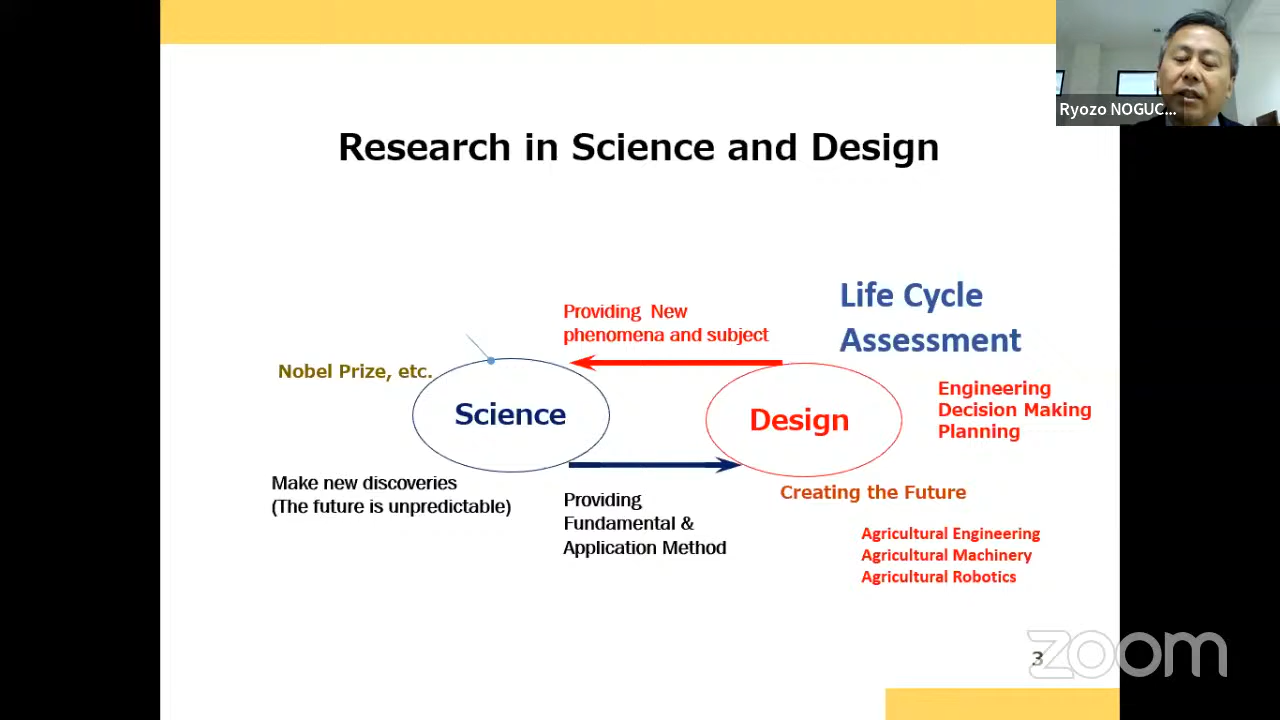 Ryozo NOGUC...
Research in Science and Design
Life Cycle
Assessment
Providing New
phenomena and subject
Nobel Prize, etc.
Science
Design
Engineering
Decision Making
Planning
Make new discoveries
(The future is unpredictable)
Providing
Fundamental &
Application Method
Creating the Future
Agricultural Engineering
Agricultural Machinery
Agricultural Robotics
3
zoom